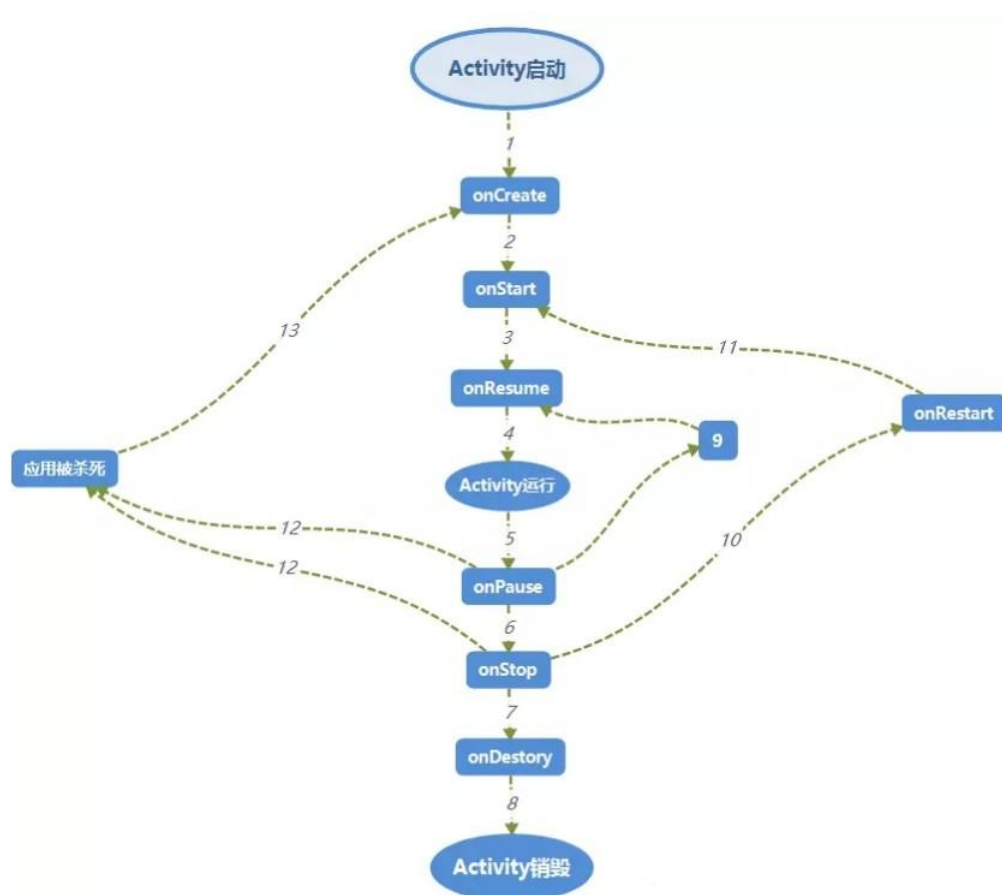 Activity启动
1
onCreate
2
onStart
13
3
11
onResume
onRestart
4
9
应用被杀死
Activity运行
12
5
10
12
onPause
6
onStop
7
onDestory
8
Activity销毁